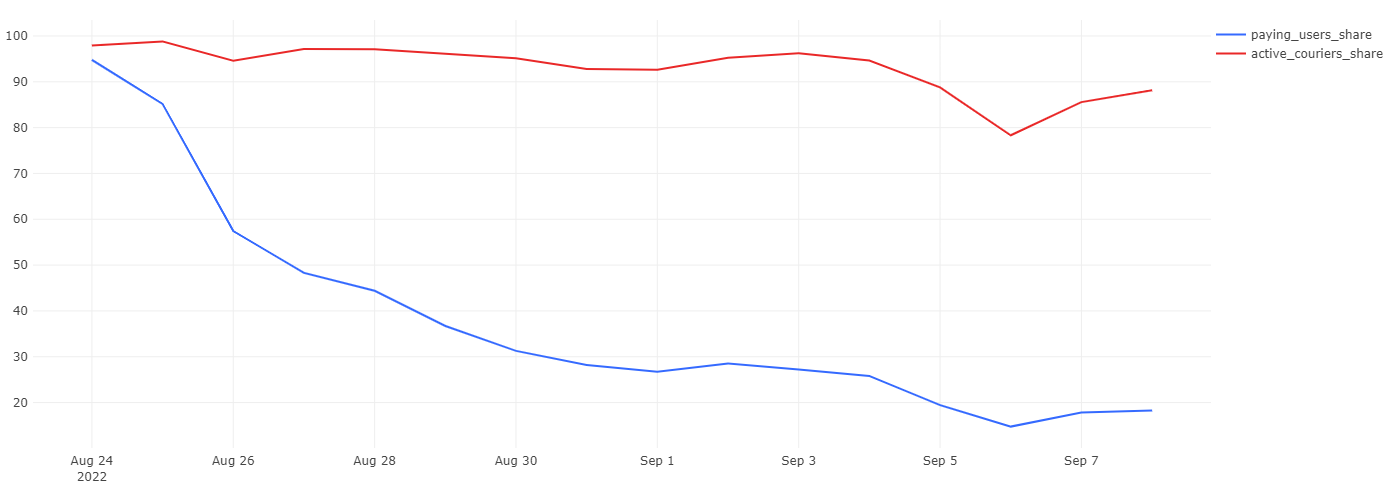 100
90
80
70
60
50
40
30
20
Aug 24
2022
Aug 26
Aug 28
Aug 30
Sep 1
Sep 3
Sep 5
Sep 7
paying_users_share
active_couriers_share